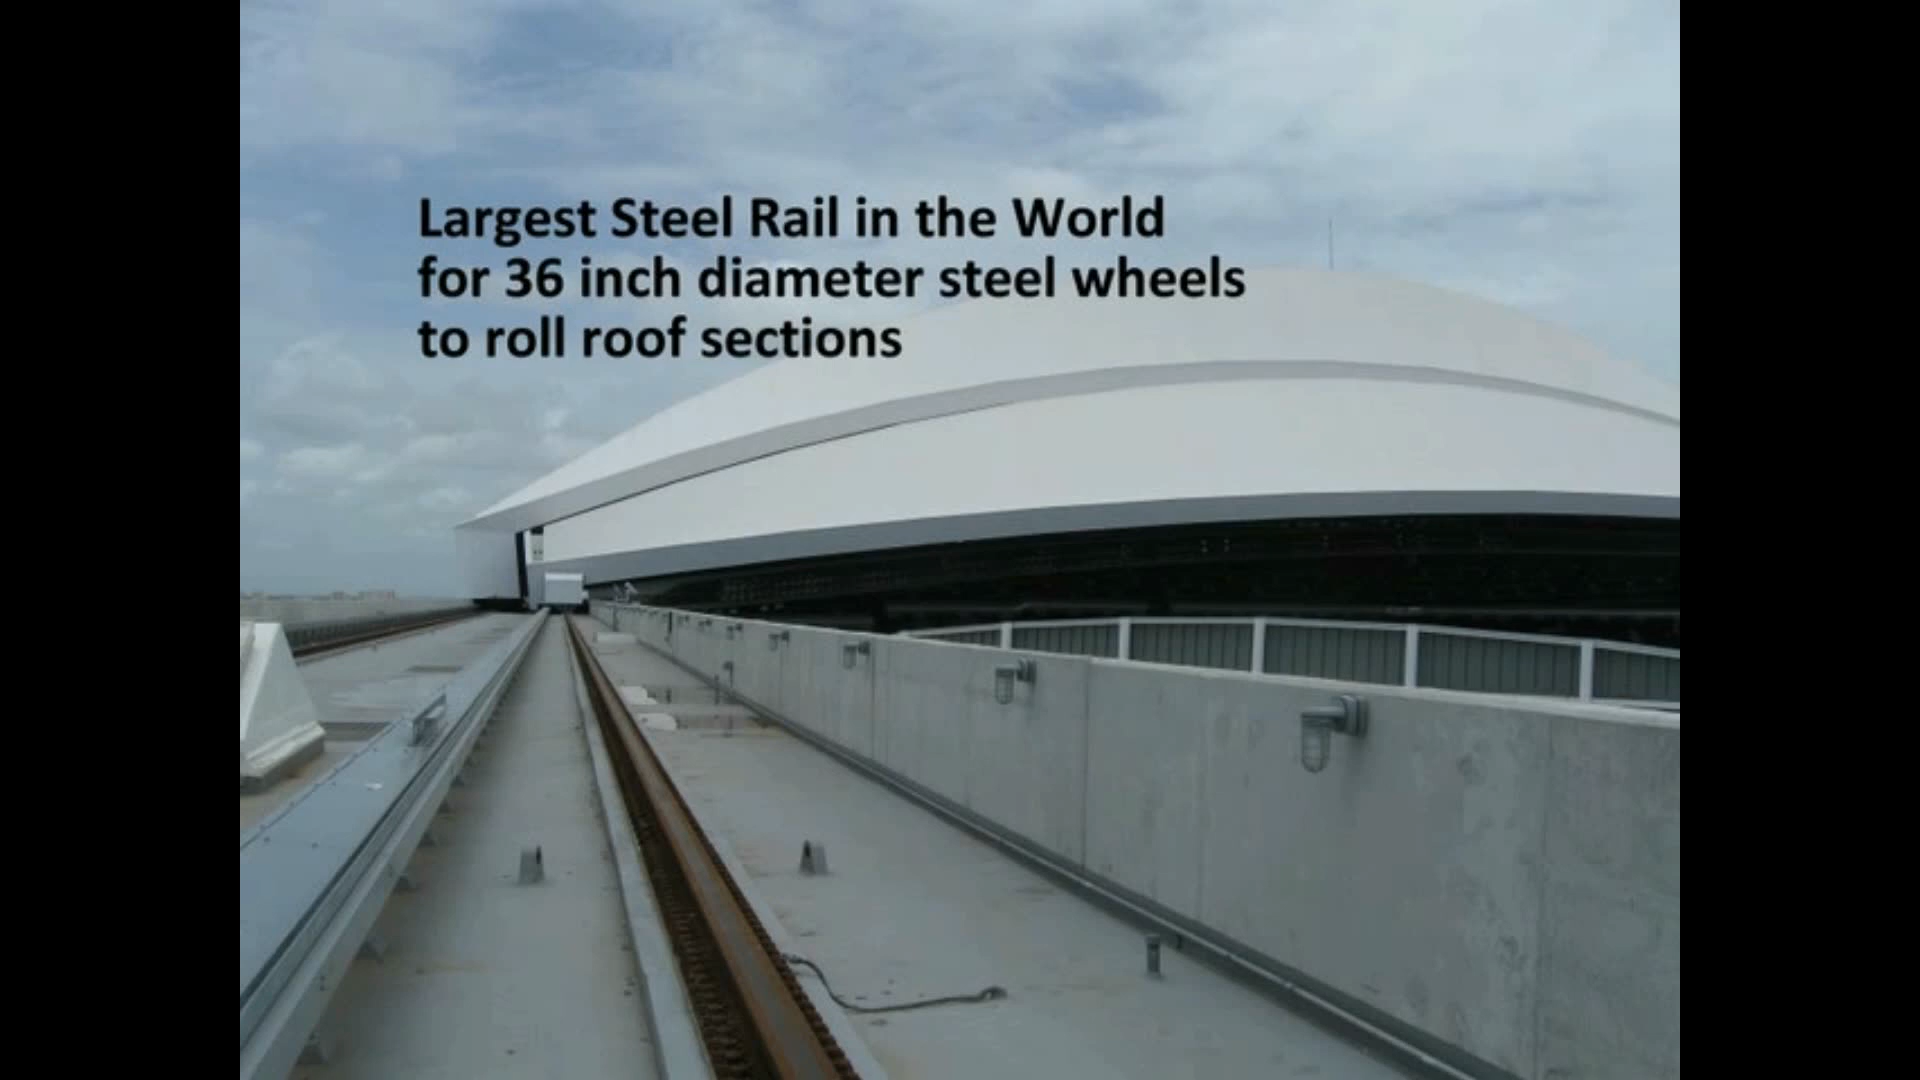 Largest Steel Rail in the World
for 36 inch diameter steel wheels
to roll roof sections